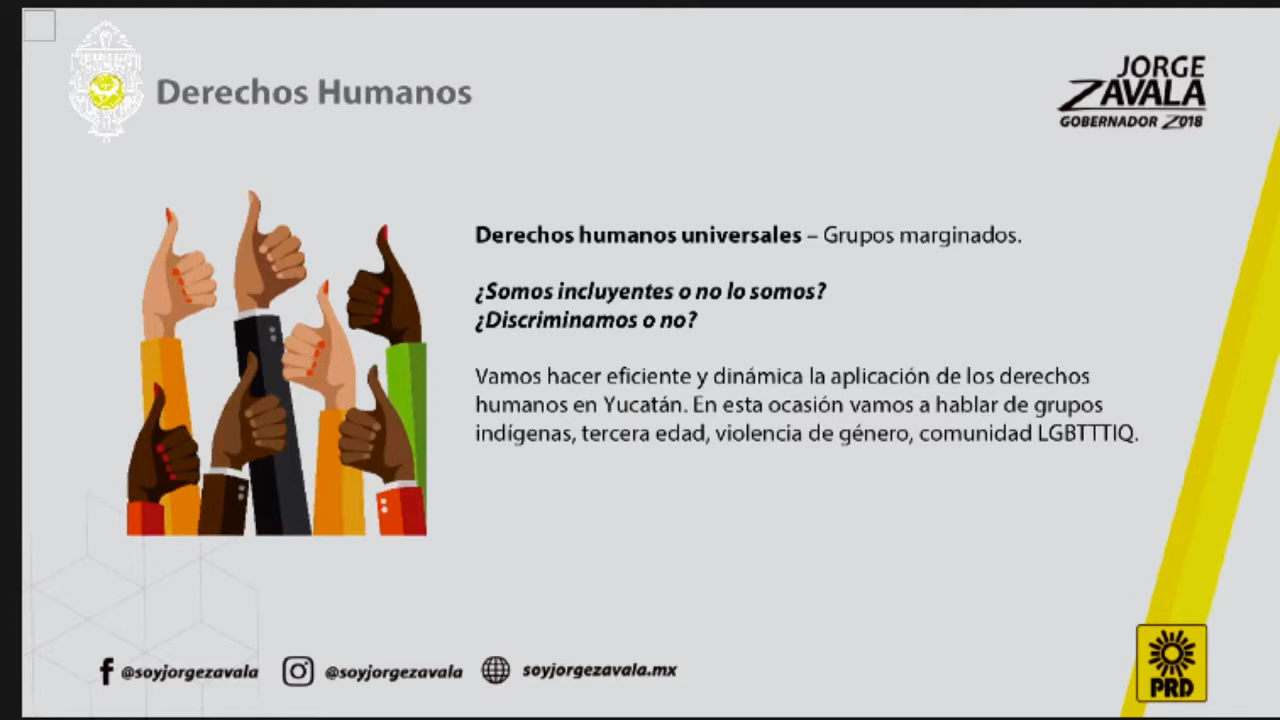 Derechos Humanos
JORGE
ZAVALA
GOBERNADOR 2018
Derechos humanos universales – Grupos marginados.
¿Somos incluyentes o no lo somos?
¿Discriminamos o no?
Vamos hacer eficiente y dinámica la aplicación de los derechos
humanos en Yucatán. En esta ocasión vamos a hablar de grupos
indígenas, tercera edad, violencia de género, comunidad LGBTTTIQ.
@soyjorgezavala
@soyjorgezavala
soyjorgezavala.mx
PRD